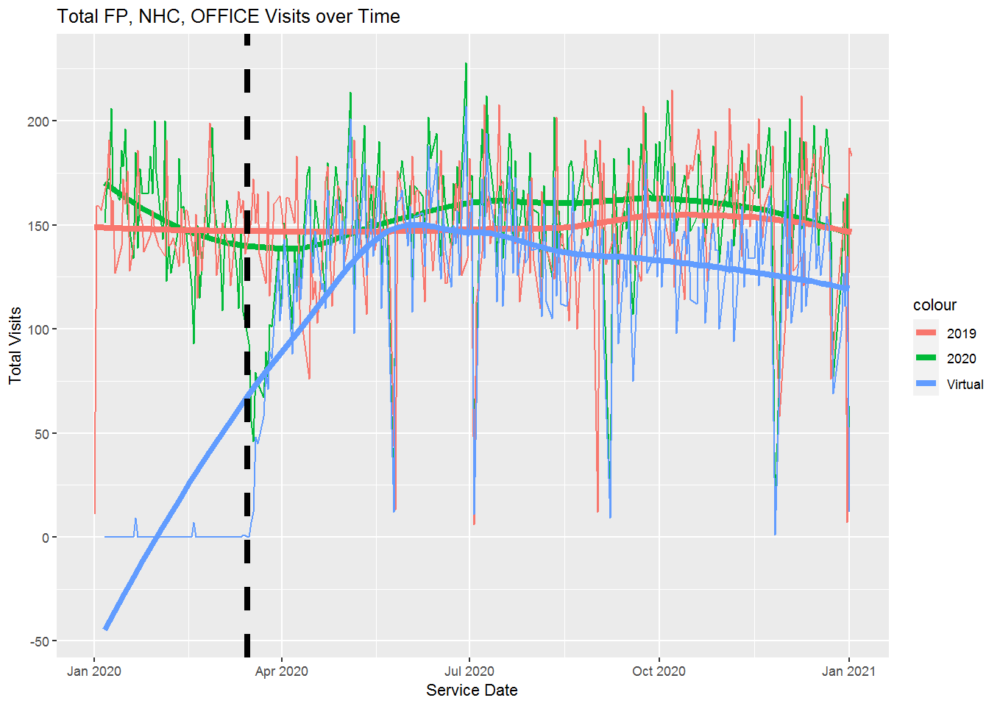 Total FP, NHC, OFFICE Visits over Time
Total Visits
200
150
100
50
0
-50
Jan 2020
Apr 2020
Jul 2020
Oct 2020
Jan 2021
Service Date
colour
2019
2020
Virtual